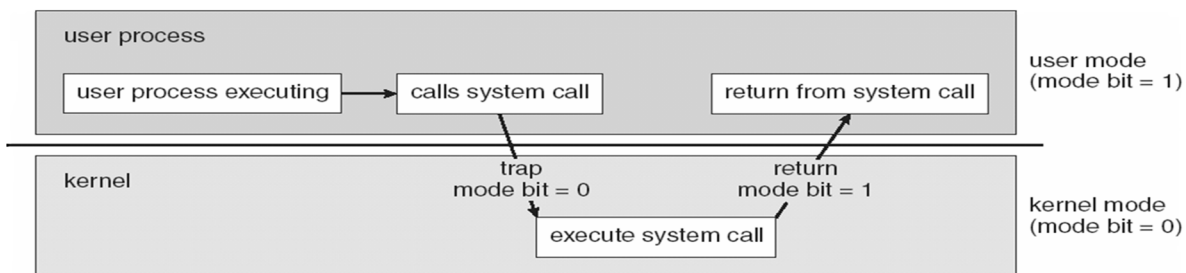 user process
user process executing
calls system call
return from system call
user mode
(mode bit = 1)
trap
mode bit = 0
return
mode bit = 1
kernel
execute system call
kernel mode
(mode bit = 0)